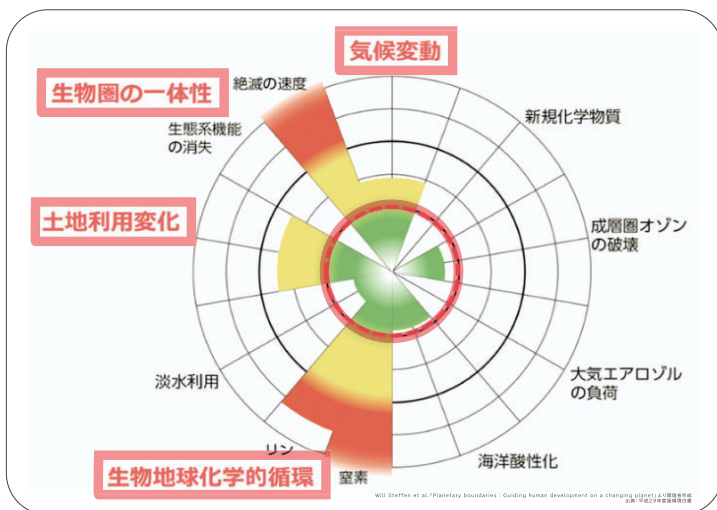 気候変動
生物圏の一体性
絶滅の速度
生態系機能
の消失
新規化学物質
土地利用変化
成層圏オゾン
の破壊
淡水利用
大気エアロゾル
の負荷
リン
生物地球化学的循環
窒素
海洋酸性化
Will Steffen et al.「Planetary boundaries : Guiding human development on a changing planet」より環境省作成
出典:平成29年度版環境白書